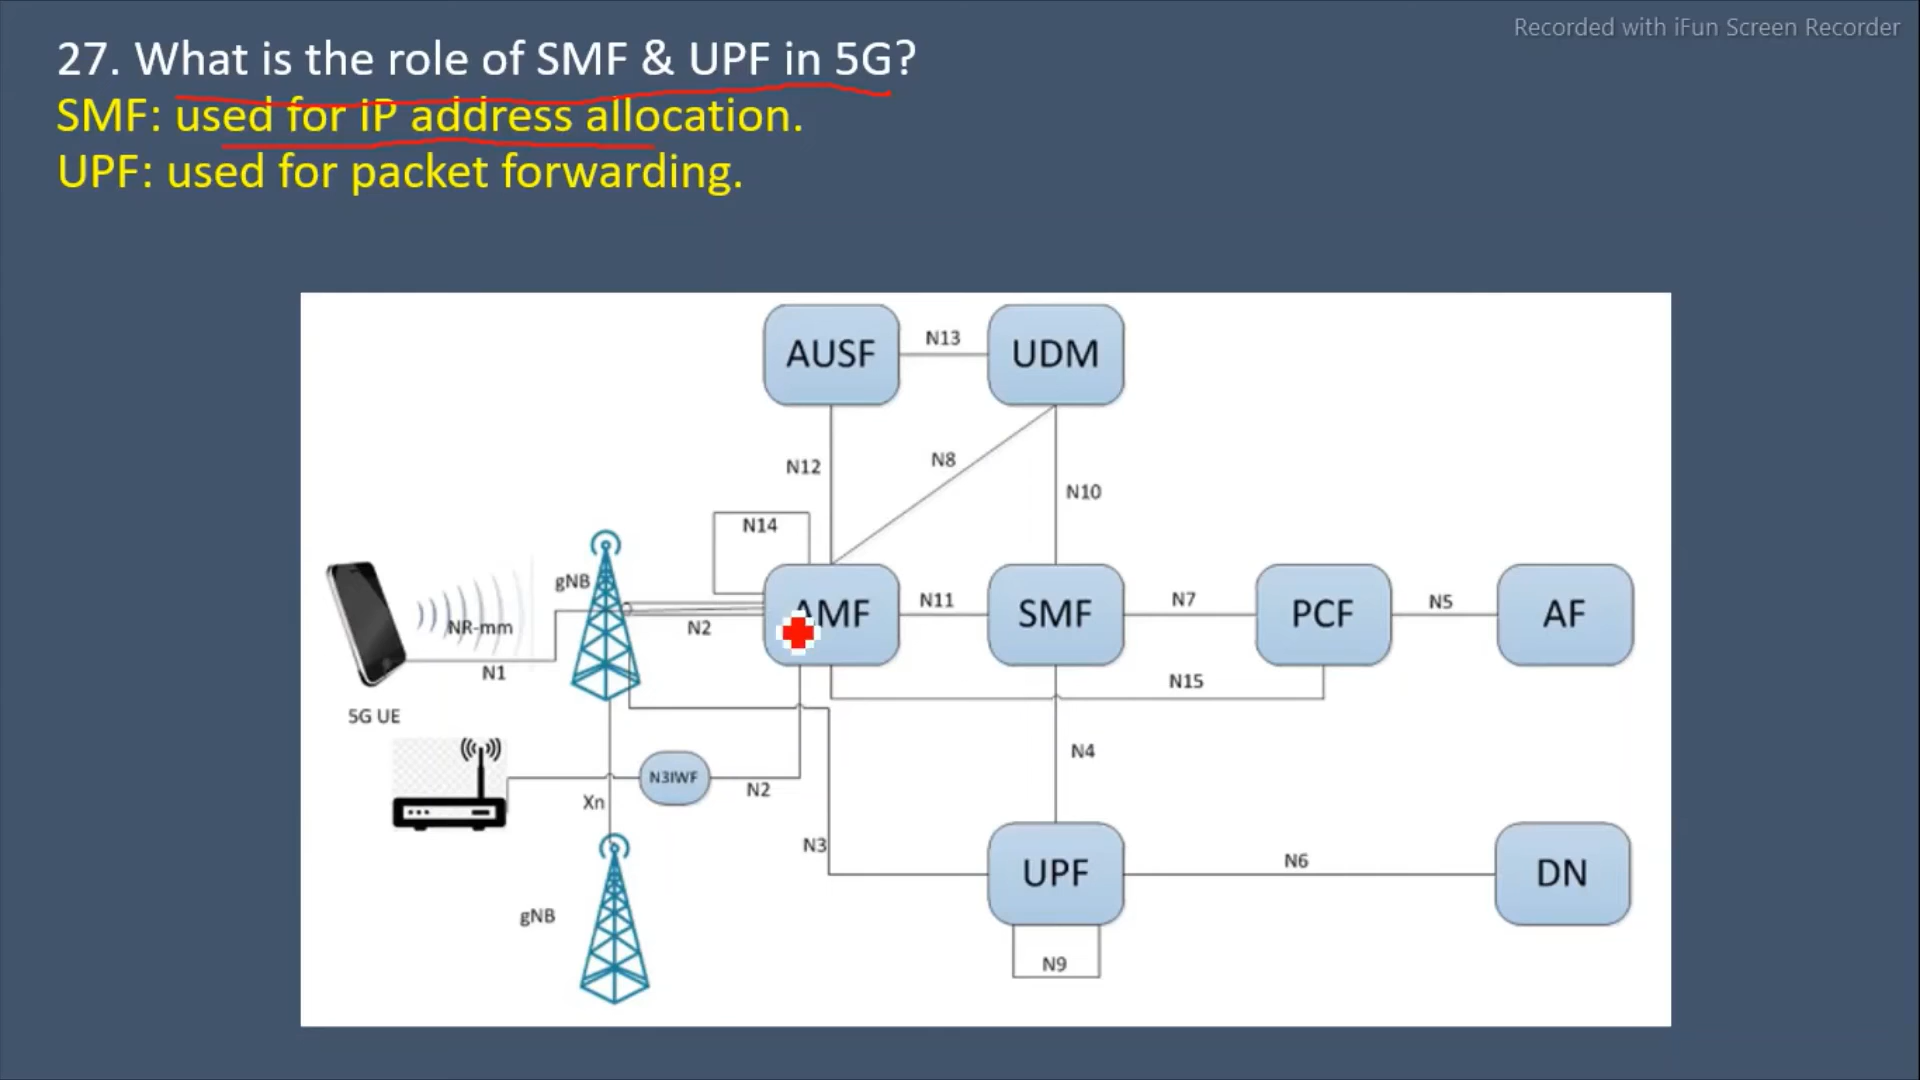 Recorded with iFun Screen Recorder
27. What is the role of SMF & UPF in 5G?
SMF: used for IP address allocation.
UPF: used for packet forwarding.
AUSF
N13
UDM
N12
N8
N10
N14
gNB
NR-mm
N1
5G UE
N2
AMF
N11
SMF
N7
PCF
N5
AF
N15
N4
N3IWF
N2
Xn
N3
UPF
N6
DN
gNB
N9